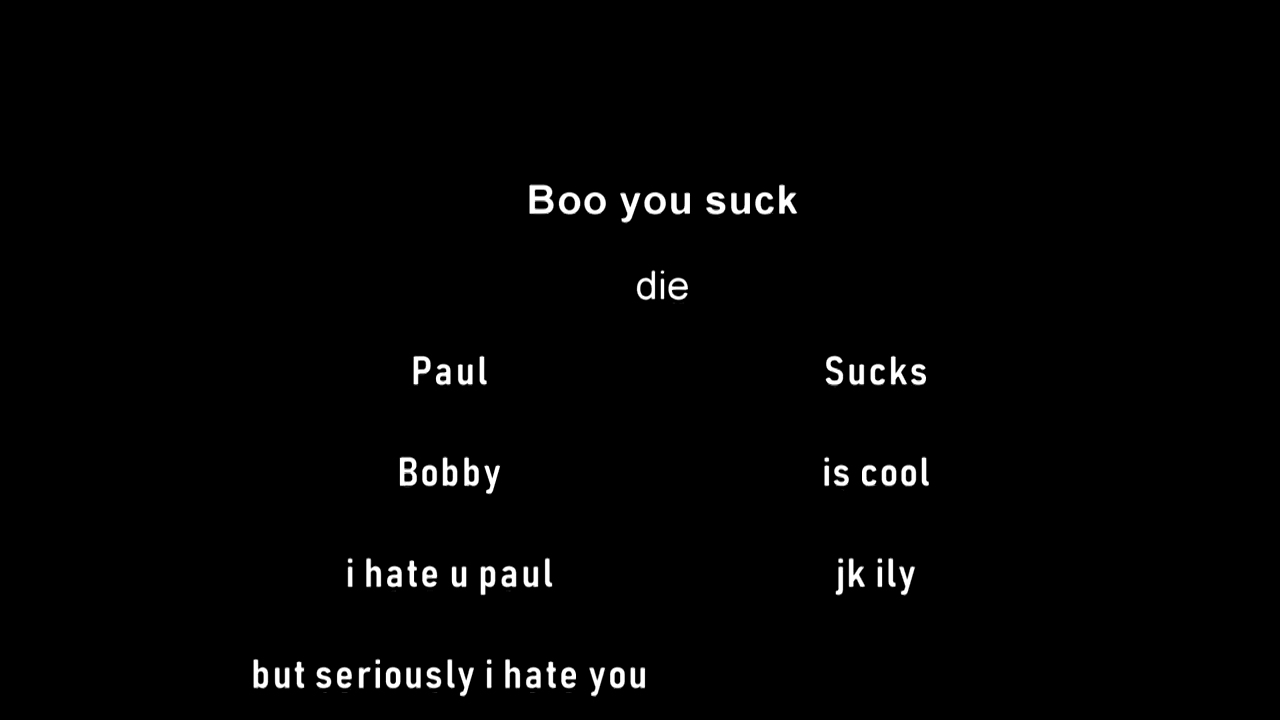 Boo you suck
die
Paul Sucks
Bobby is cool
i hate u paul jk ily
but seriously i hate you